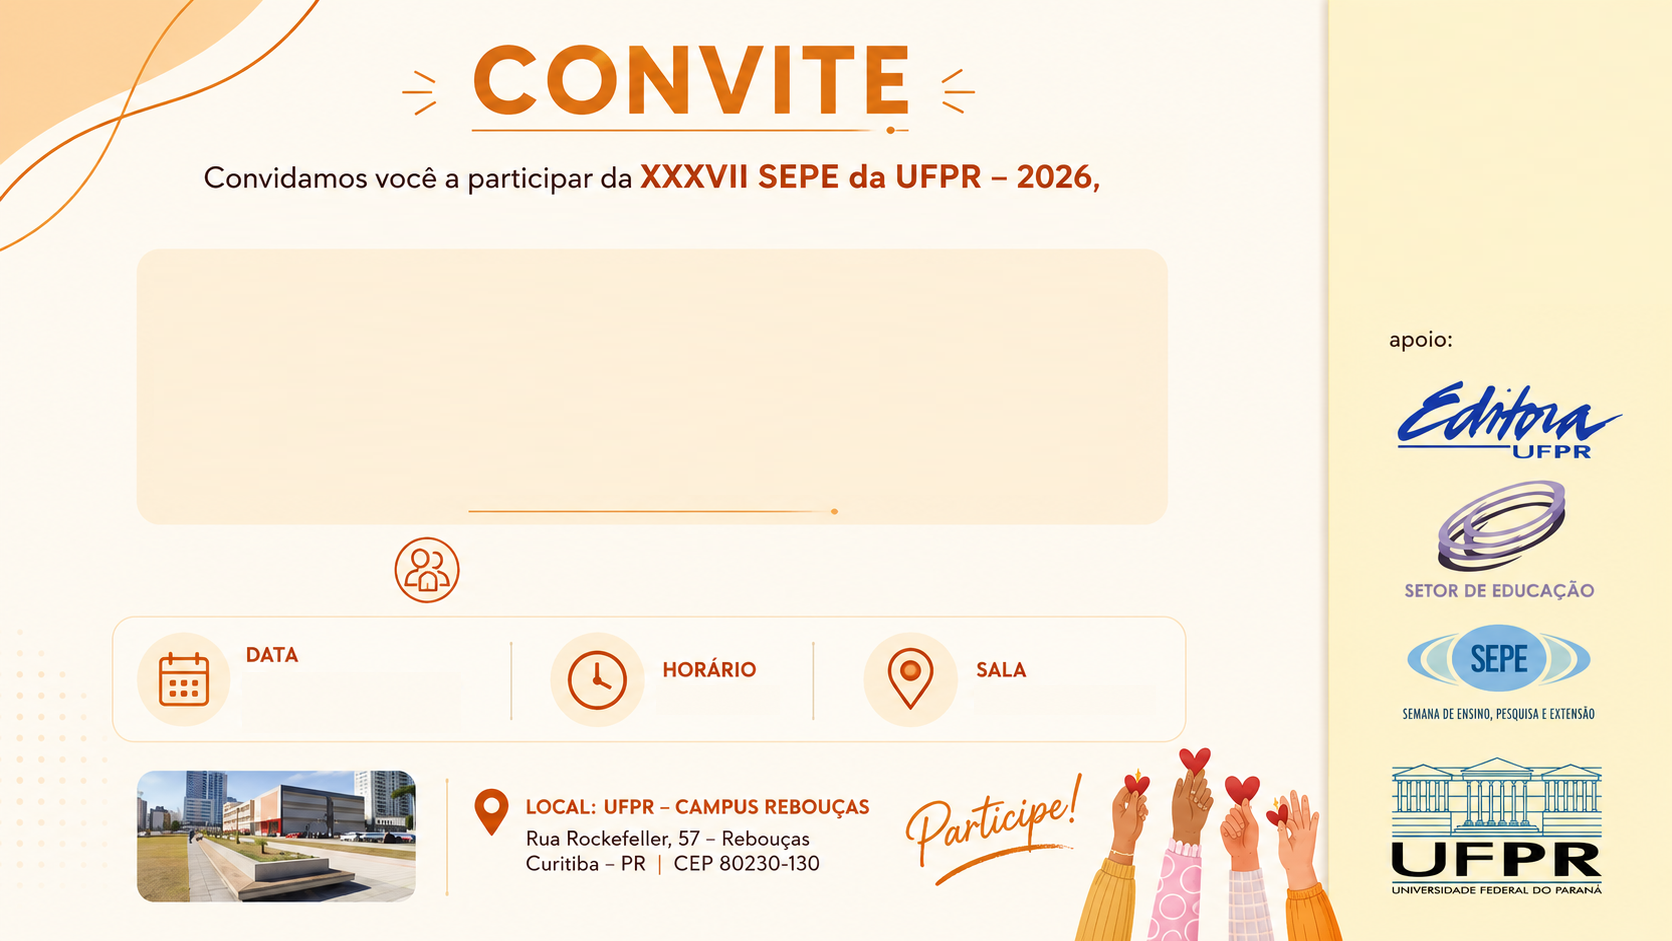 CONVITE
Convidamos você a participar da XXXVII SEPE da UFPR – 2026,
DATA
HORÁRIO
SALA
LOCAL: UFPR – CAMPUS REBOUÇAS
Rua Rockefeller, 57 – Rebouças
Curitiba – PR | CEP 80230-130
Participe!
apoio:
Editora
UFPR
SETOR DE EDUCAÇÃO
SEPE
SEMANA DE ENSINO, PESQUISA E EXTENSÃO
UFPR
UNIVERSIDADE FEDERAL DO PARANÁ